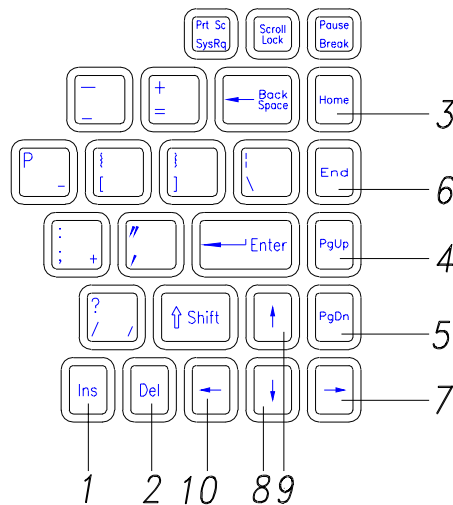 Prt Sc
SysRq
Scroll
Lock
Pause
Break
—
_
+
=
← Back
Space
Home
3
P
-
{
[
}
]
¦
\
End
6
:
; +
"
'
← Enter
PgUp
4
?
/ /
⇧ Shift
↑
PgDn
5
Ins
Del
←
↓
→
7
1
2
10
8
9